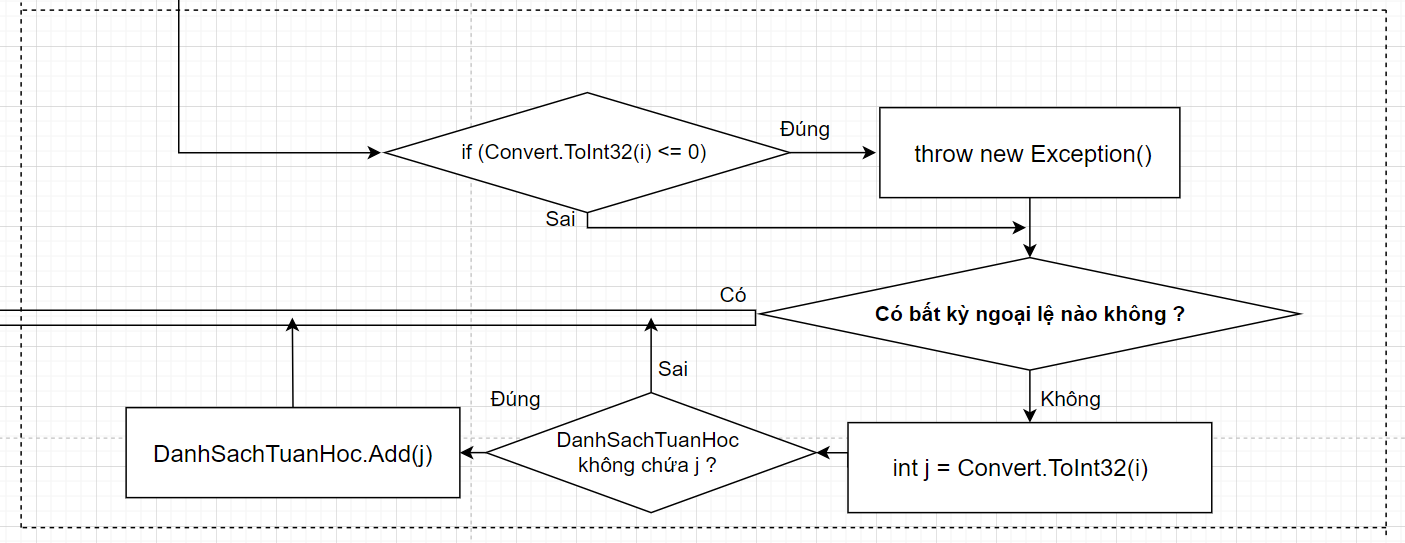 Đúng
if (Convert.ToInt32(i) <= 0)
throw new Exception()
Sai
Có
Có bất kỳ ngoại lệ nào không ?
Sai
Đúng
Không
DanhSachTuanHoc
không chứa j ?
DanhSachTuanHoc.Add(j)
int j = Convert.ToInt32(i)